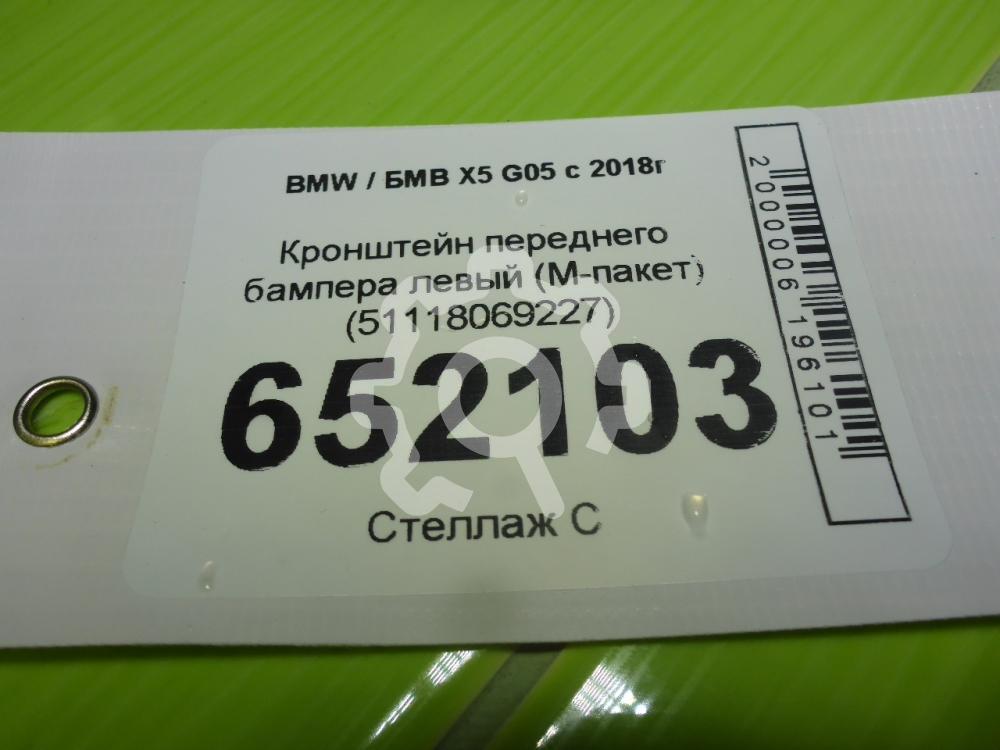 BMW / БМВ X5 G05 с 2018г
Кронштейн переднего
бампера левый (М-пакет)
(51118069227)
652103
Стеллаж С
2000006196101